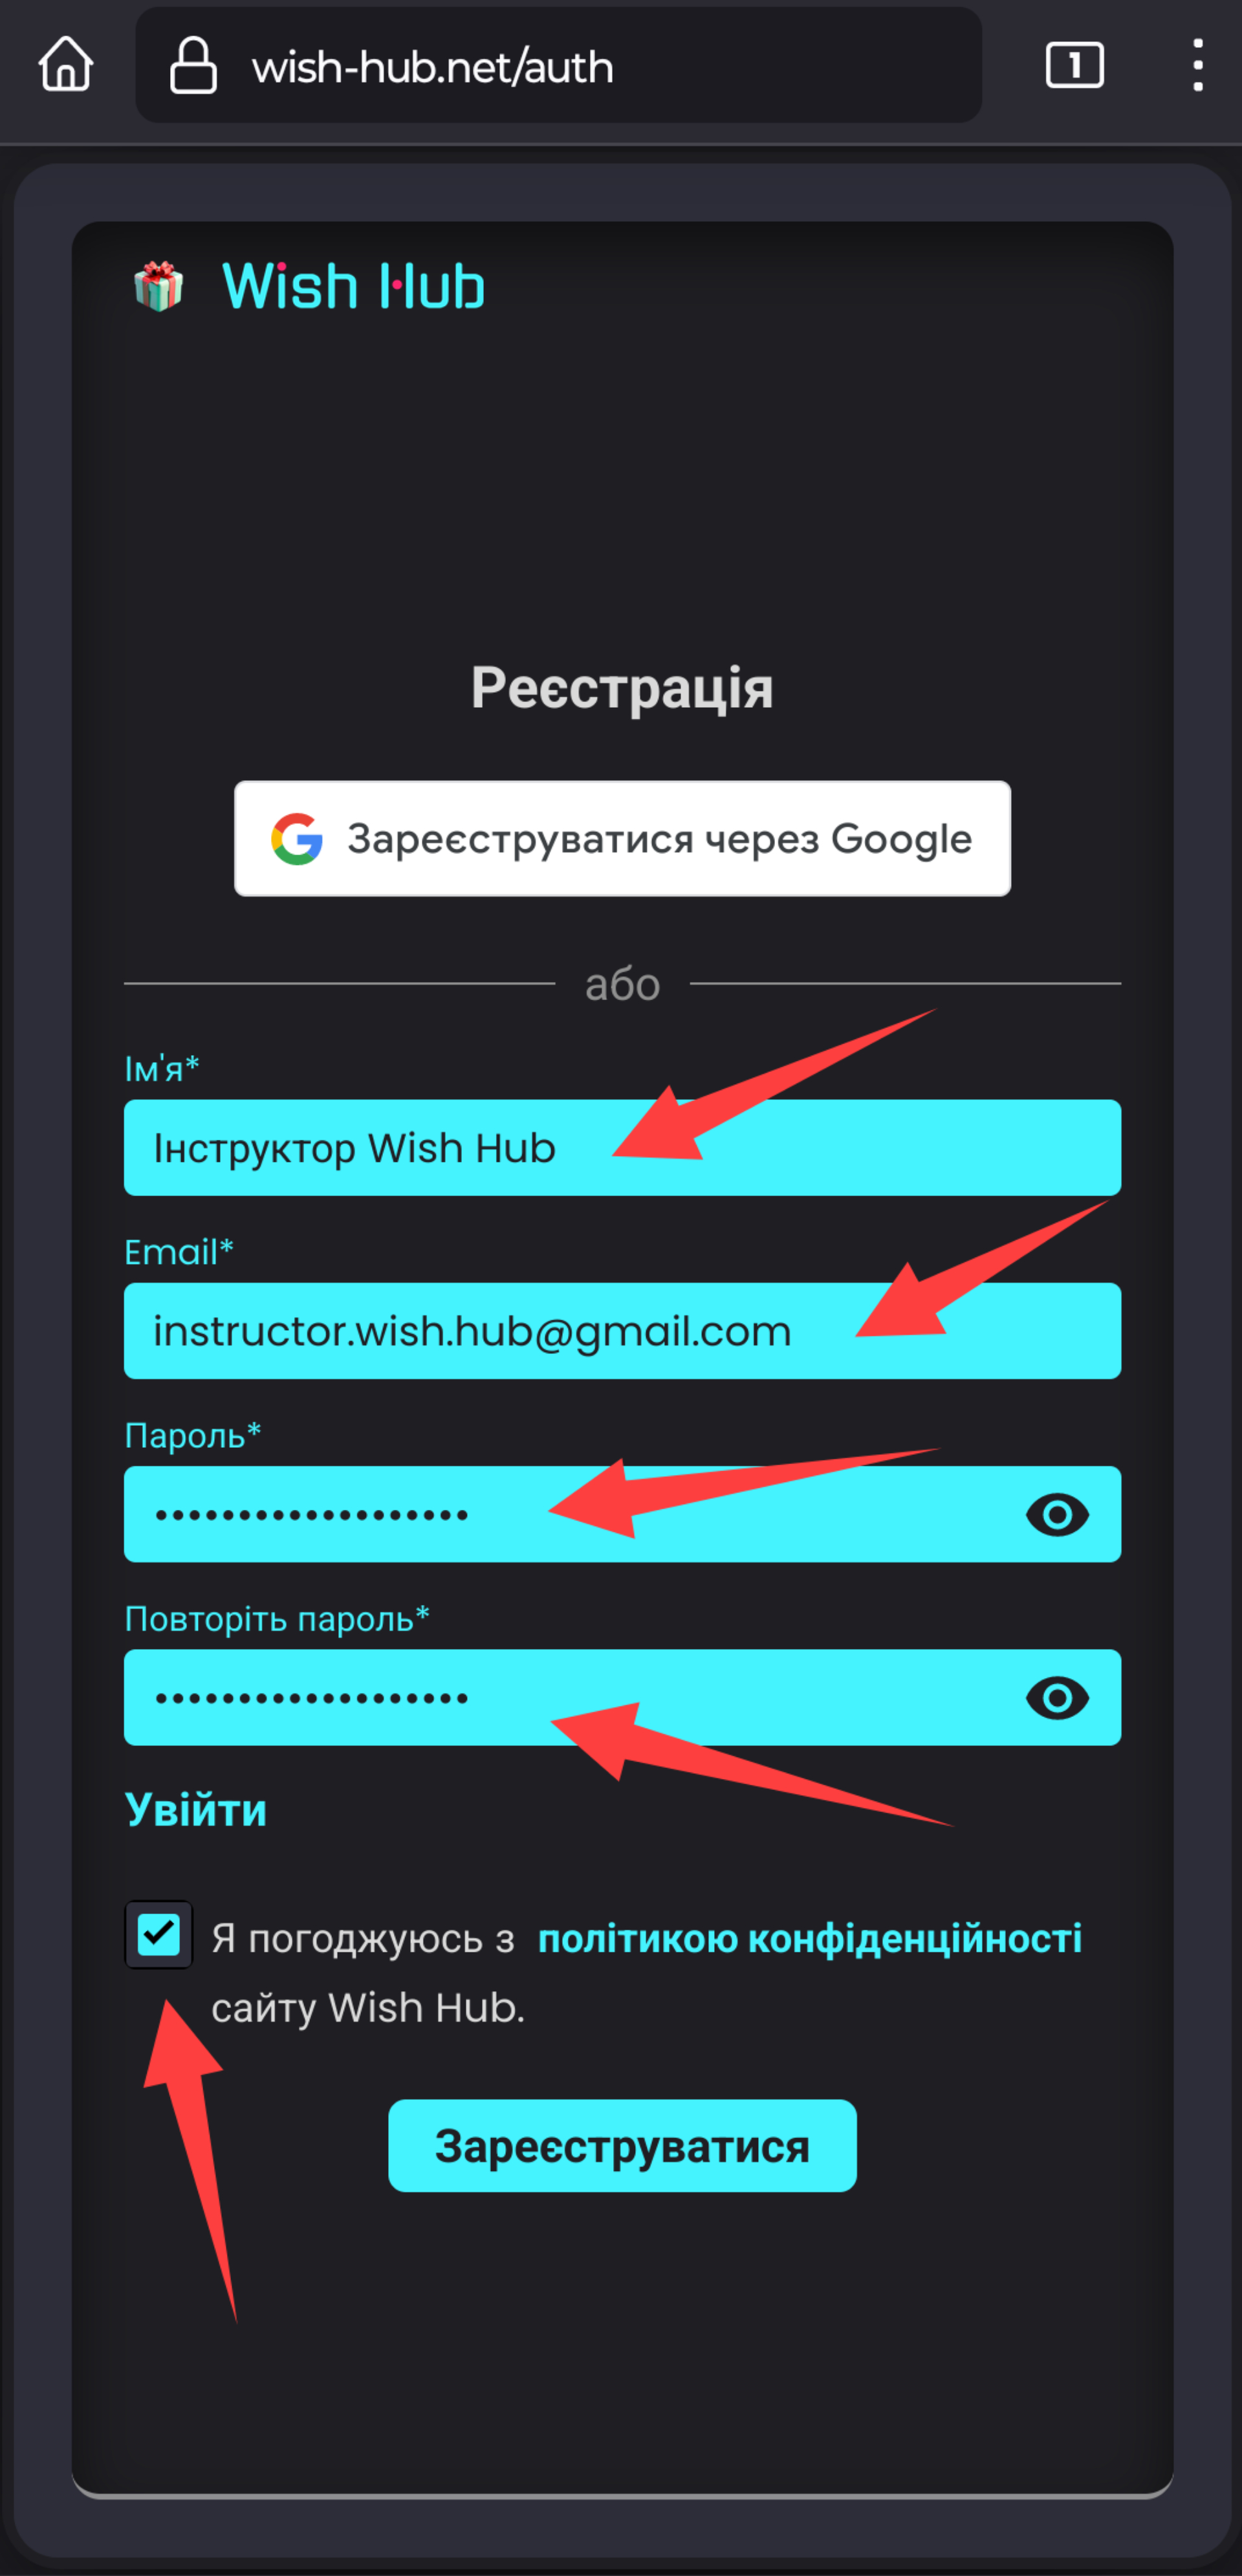 wish-hub.net/auth
1
Wish Hub
Реєстрація
Зареєструватися через Google
або
Ім'я*
Інструктор Wish Hub
Email*
instructor.wish.hub@gmail.com
Пароль*
•••••••••••••••••••
Повторіть пароль*
•••••••••••••••••••
Увійти
Я погоджуюсь з політикою конфіденційності
сайту Wish Hub.
Зареєструватися